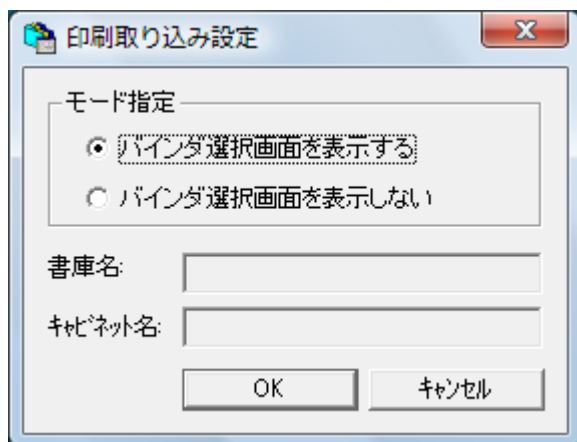 印刷取り込み設定
モード指定
バインダ選択画面を表示する
バインダ選択画面を表示しない
書庫名:
ｷｬﾋﾞﾈｯﾄ名:
OK
ｷｬﾝｾﾙ